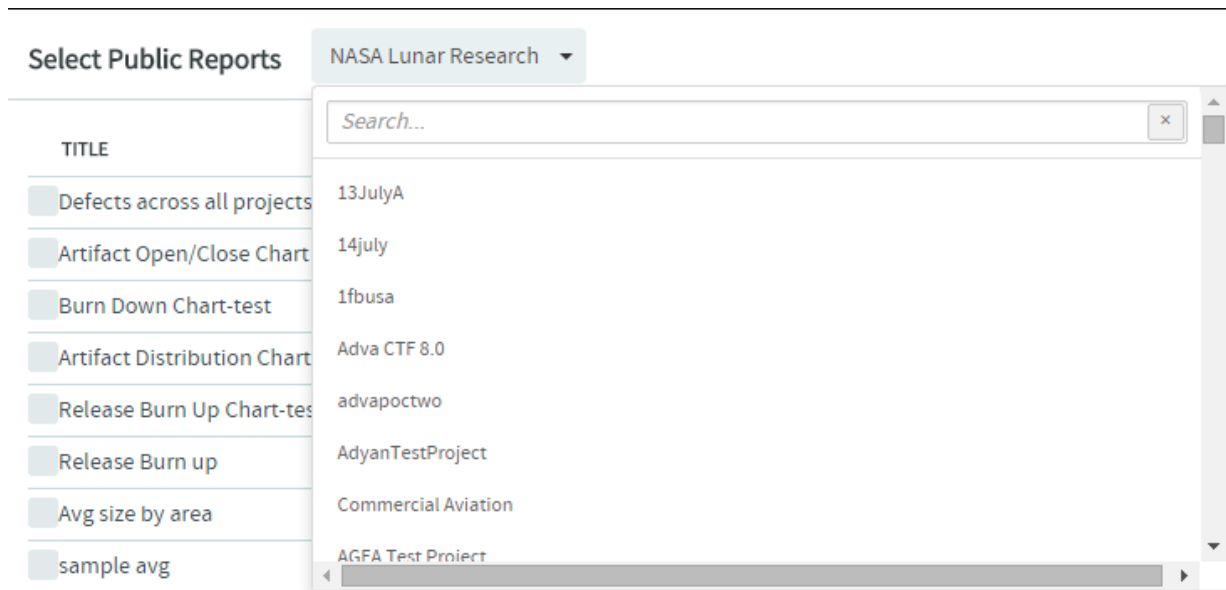 Select Public Reports NASA Lunar Research
Search...
TITLE
Defects across all projects
Artifact Open/Close Chart
Burn Down Chart-test
Artifact Distribution Chart
Release Burn Up Chart-tes
Release Burn up
Avg size by area
sample avg
13JulyA
14july
1fbusa
Adva CTF 8.0
advapoctwo
AdyanTestProject
Commercial Aviation
AGFA Test Project